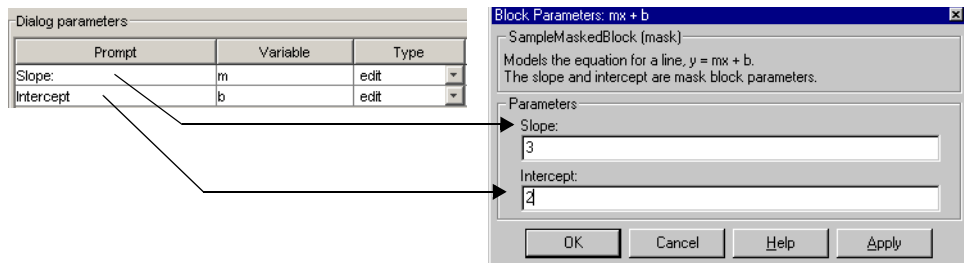 Dialog parameters
Prompt Variable Type
Slope: m edit
Intercept b edit
Block Parameters: mx + b
SampleMaskedBlock (mask)
Models the equation for a line, y = mx + b.
The slope and intercept are mask block parameters.
Parameters
Slope:
3
Intercept:
2
OK Cancel Help Apply